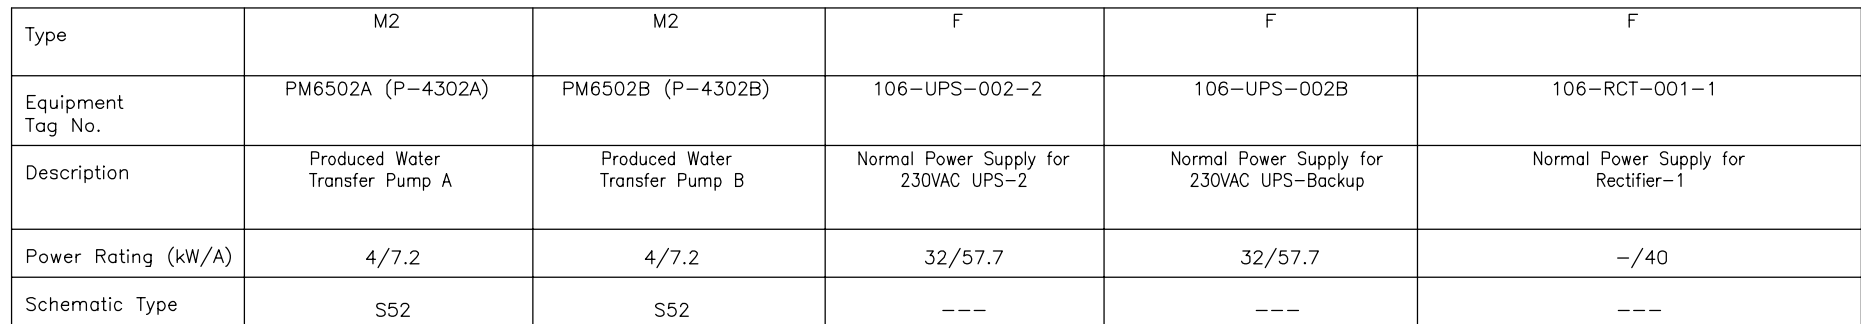 Type M2 M2 F F F
Equipment Tag No. PM6502A (P-4302A) PM6502B (P-4302B) 106-UPS-002-2 106-UPS-002B 106-RCT-001-1
Description Produced Water Transfer Pump A Produced Water Transfer Pump B Normal Power Supply for 230VAC UPS-2 Normal Power Supply for 230VAC UPS-Backup Normal Power Supply for Rectifier-1
Power Rating (kW/A) 4/7.2 4/7.2 32/57.7 32/57.7 -/40
Schematic Type S52 S52 --- --- ---